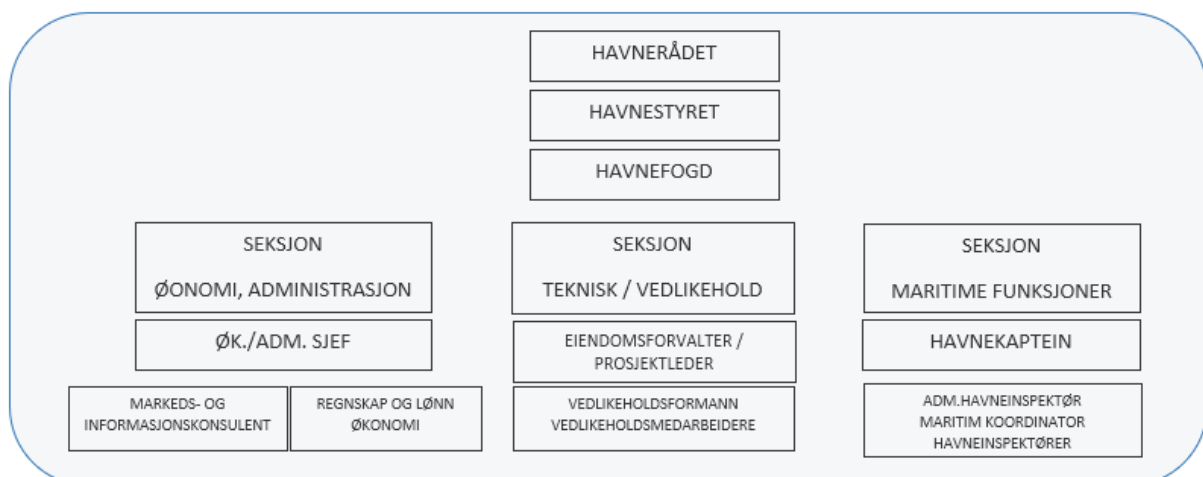 HAVNERÅDET
HAVNESTYRET
HAVNEFOGD
SEKSJON
ØONOMI, ADMINISTRASJON
ØK./ADM. SJEF
MARKEDS- OG
INFORMASJONSKONSULENT
REGNSKAP OG LØNN
ØKONOMI
SEKSJON
TEKNISK / VEDLIKEHOLD
EIENDOMSFORVALTER /
PROSJEKTLEDER
VEDLIKEHOLDSFORMANN
VEDLIKEHOLDSMEDARBEIDERE
SEKSJON
MARITIME FUNKSJONER
HAVNEKAPTEIN
ADM.HAVNEINSPEKTØR
MARITIM KOORDINATOR
HAVNEINSPEKTØRER